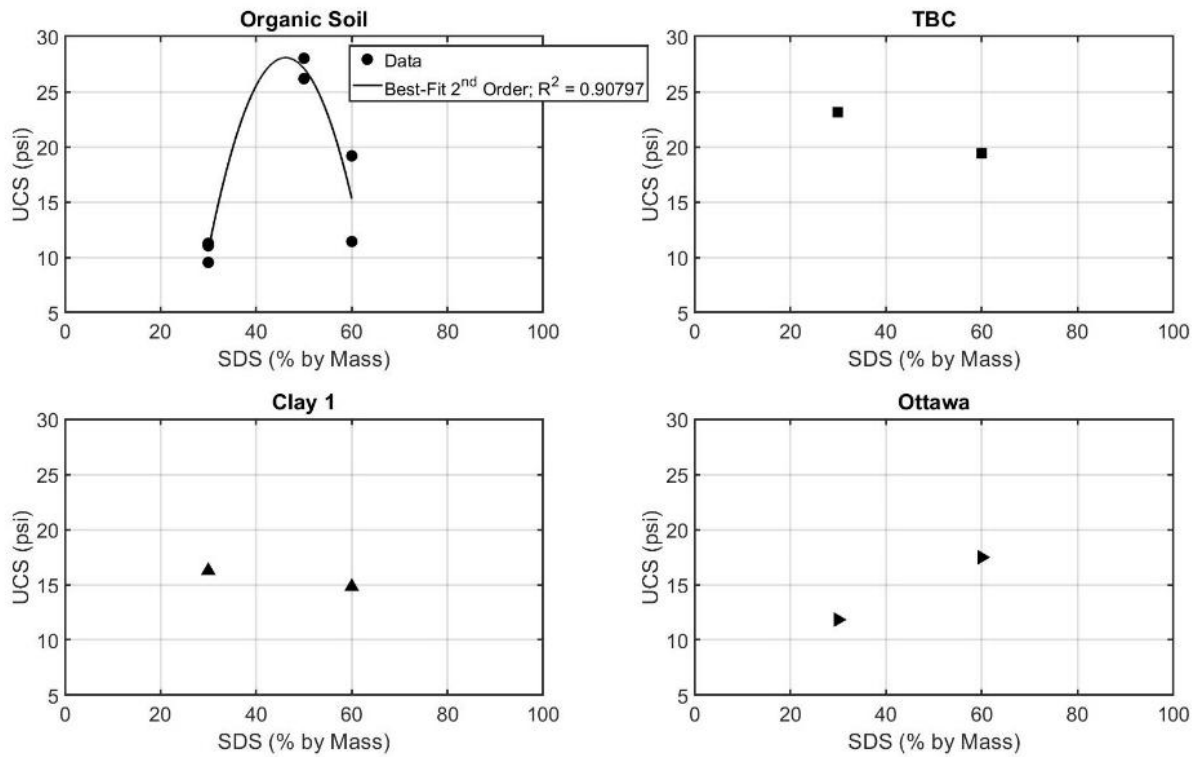 Organic Soil
30
25
20
15
10
5
UCS (psi)
0 20 40 60 80 100
SDS (% by Mass)
Data
Best-Fit 2nd Order; R2 = 0.90797
TBC
30
25
20
15
10
5
UCS (psi)
0 20 40 60 80 100
SDS (% by Mass)
Clay 1
30
25
20
15
10
5
UCS (psi)
0 20 40 60 80 100
SDS (% by Mass)
Ottawa
30
25
20
15
10
5
UCS (psi)
0 20 40 60 80 100
SDS (% by Mass)